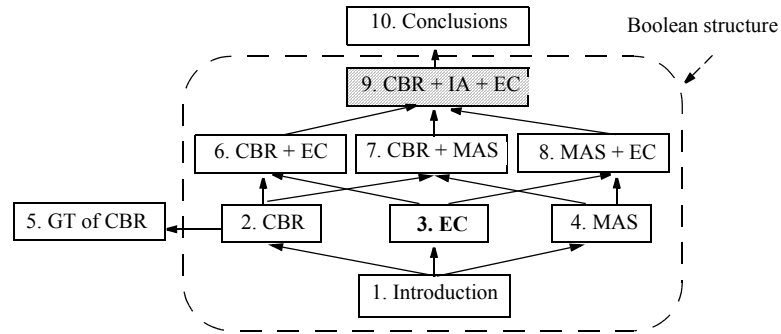 10. Conclusions
Boolean structure
9. CBR + IA + EC
6. CBR + EC
7. CBR + MAS
8. MAS + EC
5. GT of CBR
2. CBR
3. EC
4. MAS
1. Introduction